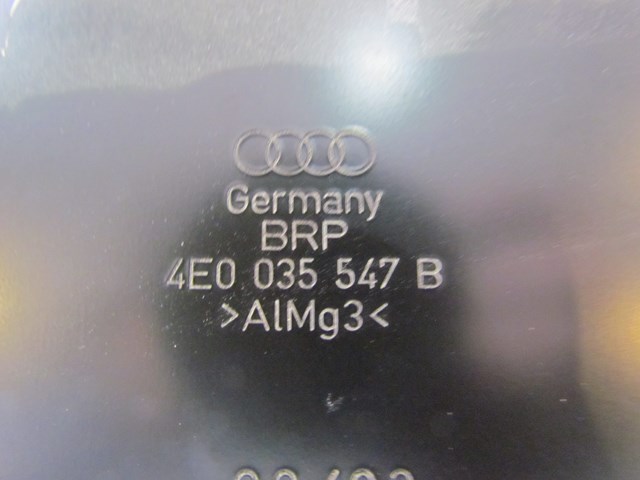 Germany
BRP
4E0 035 547 B
>AlMg3<